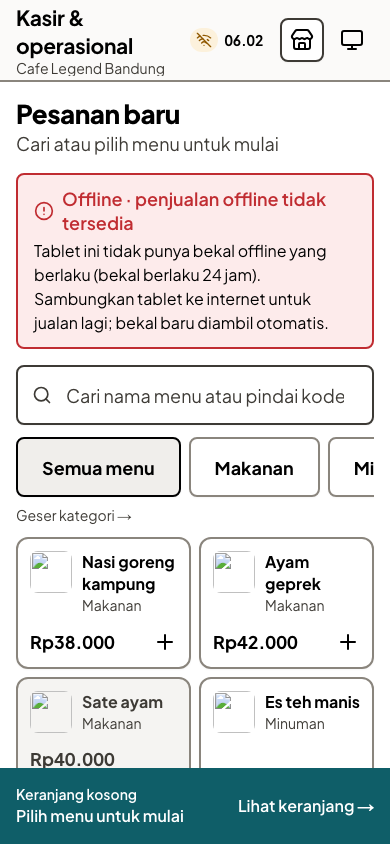 Kasir &
operasional
Cafe Legend Bandung
06.02
Pesanan baru
Cari atau pilih menu untuk mulai
Offline · penjualan offline tidak
tersedia
Tablet ini tidak punya bekal offline yang
berlaku (bekal berlaku 24 jam).
Sambungkan tablet ke internet untuk
jualan lagi; bekal baru diambil otomatis.
Cari nama menu atau pindai kode
Semua menu
Makanan
Mi
Geser kategori →
Nasi goreng
kampung
Makanan
Rp38.000
Ayam
geprek
Makanan
Rp42.000
Sate ayam
Makanan
Rp40.000
Es teh manis
Minuman
Keranjang kosong
Pilih menu untuk mulai
Lihat keranjang →